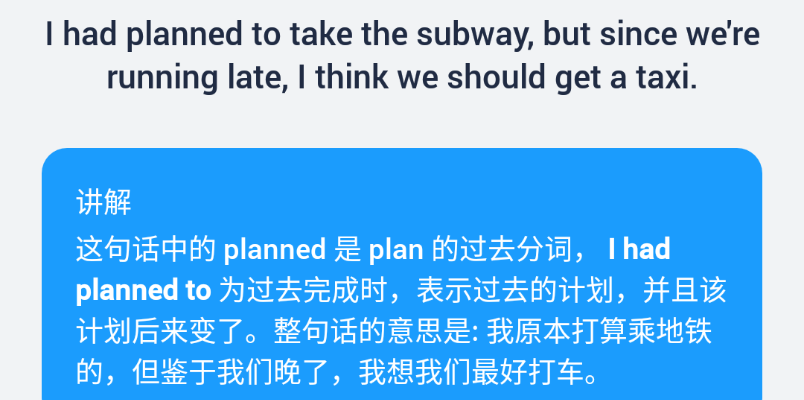 I had planned to take the subway, but since we're
running late, I think we should get a taxi.
讲解
这句话中的 planned 是 plan 的过去分词， I had
planned to 为过去完成时，表示过去的计划，并且该
计划后来变了。整句话的意思是: 我原本打算乘地铁
的，但鉴于我们晚了，我想我们最好打车。